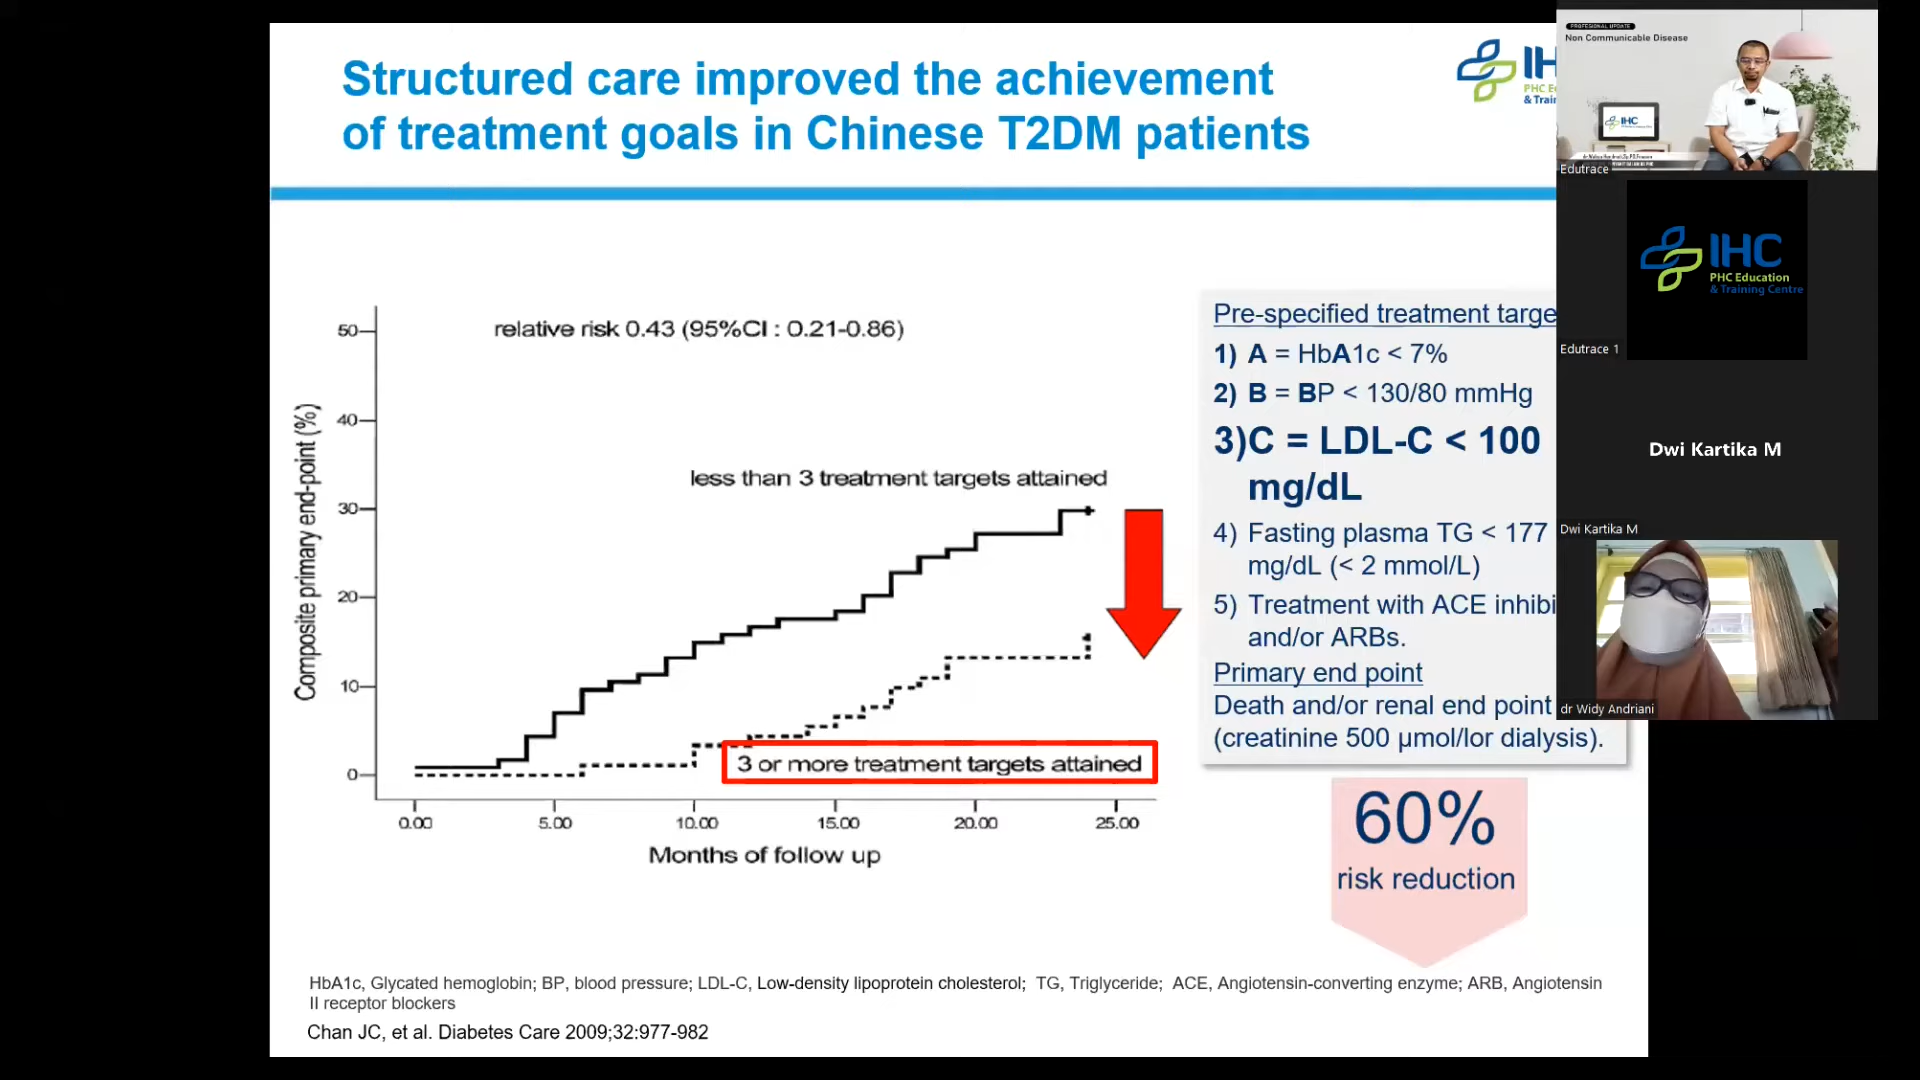 Structured care improved the achievement
of treatment goals in Chinese T2DM patients
relative risk 0.43 (95%CI : 0.21-0.86)
less than 3 treatment targets attained
3 or more treatment targets attained
Composite primary end-point (%)
50
40
30
20
10
0
0.00 5.00 10.00 15.00 20.00 25.00
Months of follow up
Pre-specified treatment targe
1) A = HbA1c < 7%
2) B = BP < 130/80 mmHg
3)C = LDL-C < 100
mg/dL
4) Fasting plasma TG < 177
mg/dL (< 2 mmol/L)
5) Treatment with ACE inhibi
and/or ARBs.
Primary end point
Death and/or renal end point
(creatinine 500 µmol/lor dialysis).
60%
risk reduction
HbA1c, Glycated hemoglobin; BP, blood pressure; LDL-C, Low-density lipoprotein cholesterol; TG, Triglyceride; ACE, Angiotensin-converting enzyme; ARB, Angiotensin
II receptor blockers
Chan JC, et al. Diabetes Care 2009;32:977-982
IH
PHC E
& Trai
PROFESIONAL UPDATE
Non Communicable Disease
IHC
Edutrace
IHC
PHC Education
& Training Centre
Edutrace 1
Dwi Kartika M
Dwi Kartika M
dr Widy Andriani